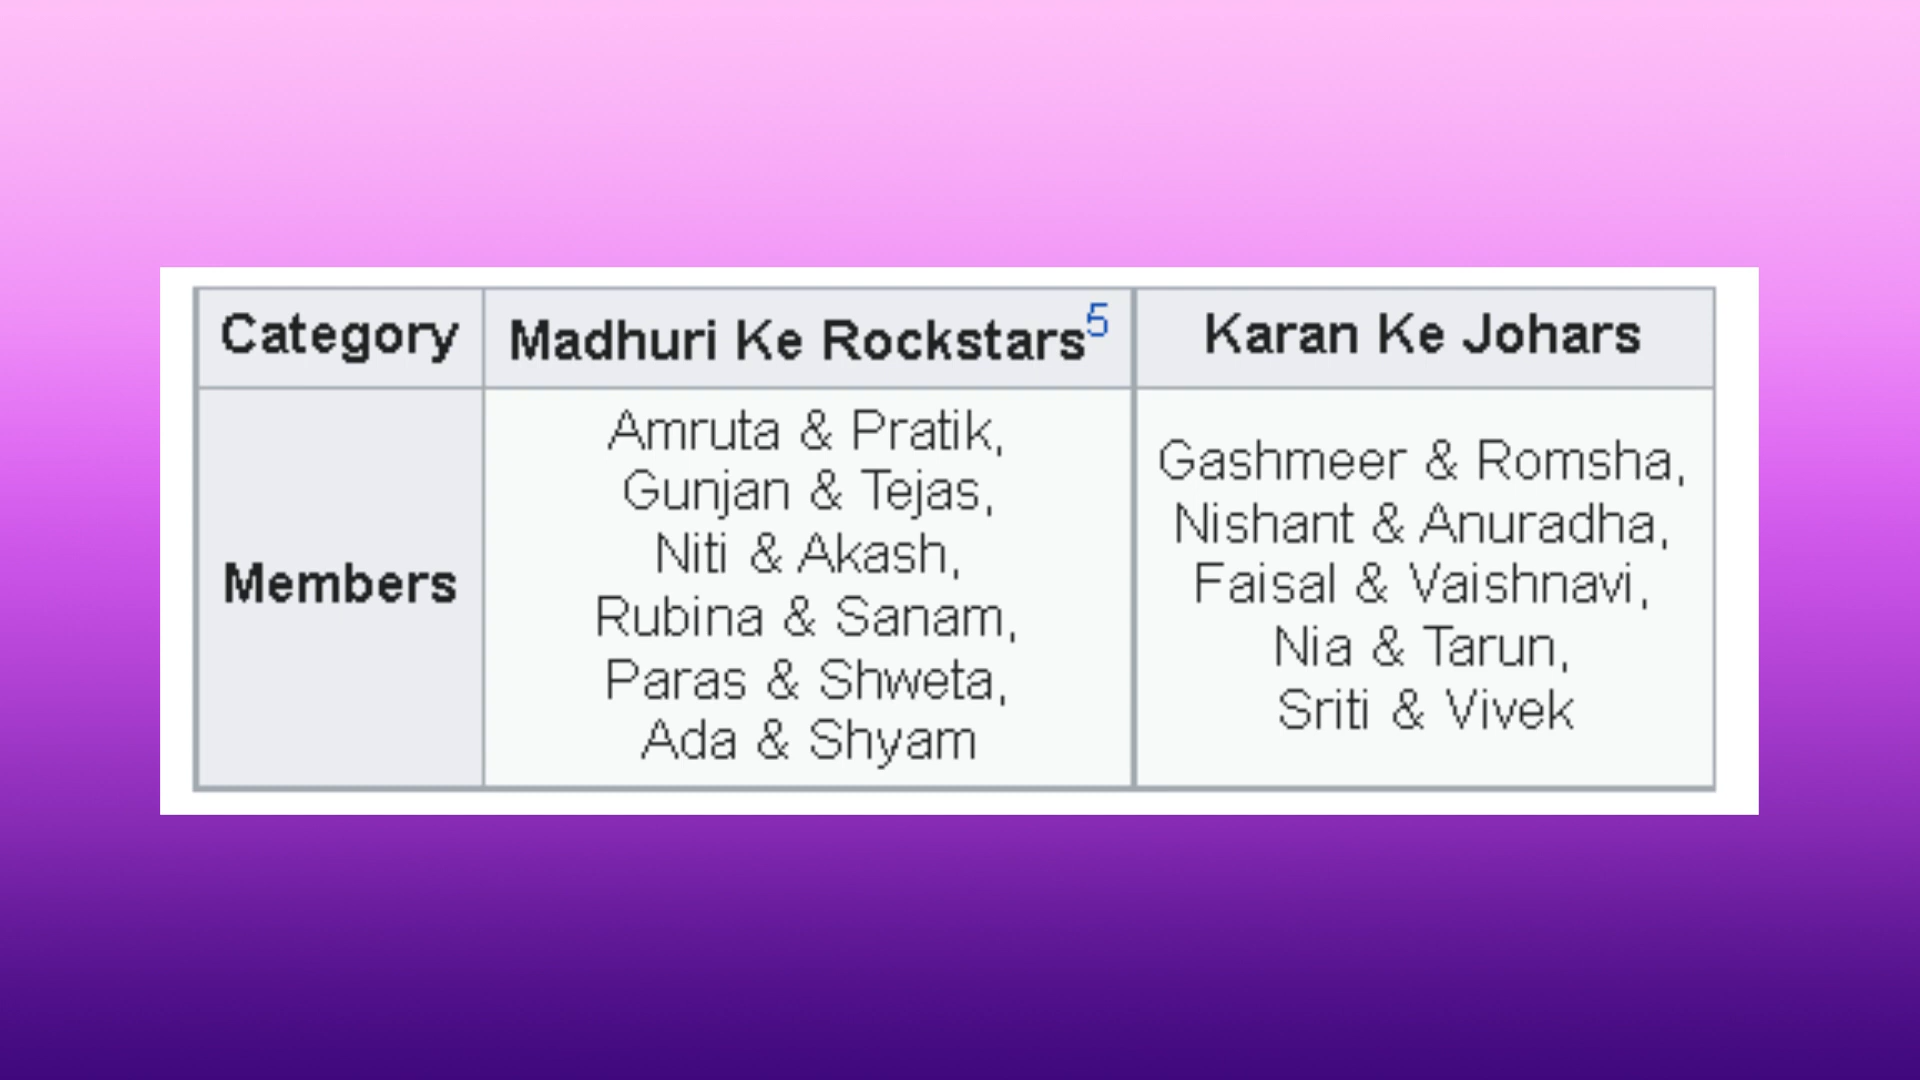 Category
Madhuri Ke Rockstars5
Karan Ke Johars
Members
Amruta & Pratik,
Gunjan & Tejas,
Niti & Akash,
Rubina & Sanam,
Paras & Shweta,
Ada & Shyam
Gashmeer & Romsha,
Nishant & Anuradha,
Faisal & Vaishnavi,
Nia & Tarun,
Sriti & Vivek